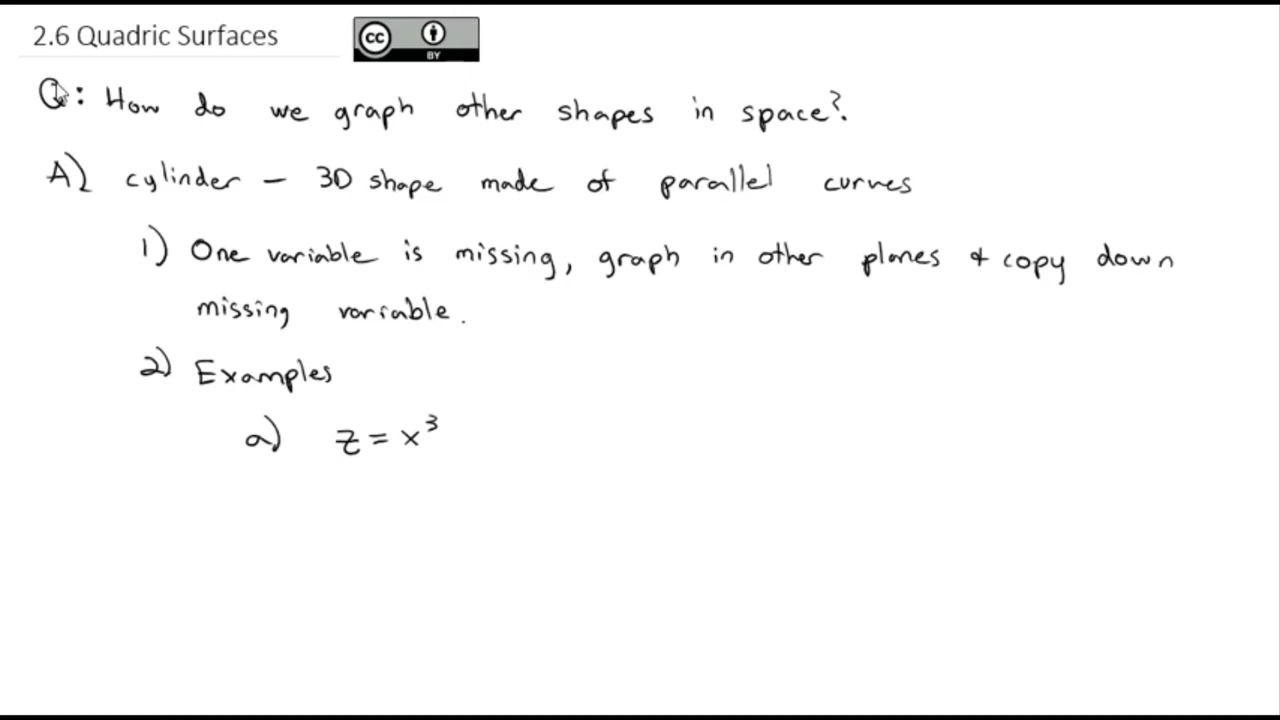 2.6 Quadric Surfaces
cc BY
Q: How do we graph other shapes in space?
A) cylinder – 3D shape made of parallel curves
1) One variable is missing, graph in other planes & copy down
missing variable.
2) Examples
a) z = x³